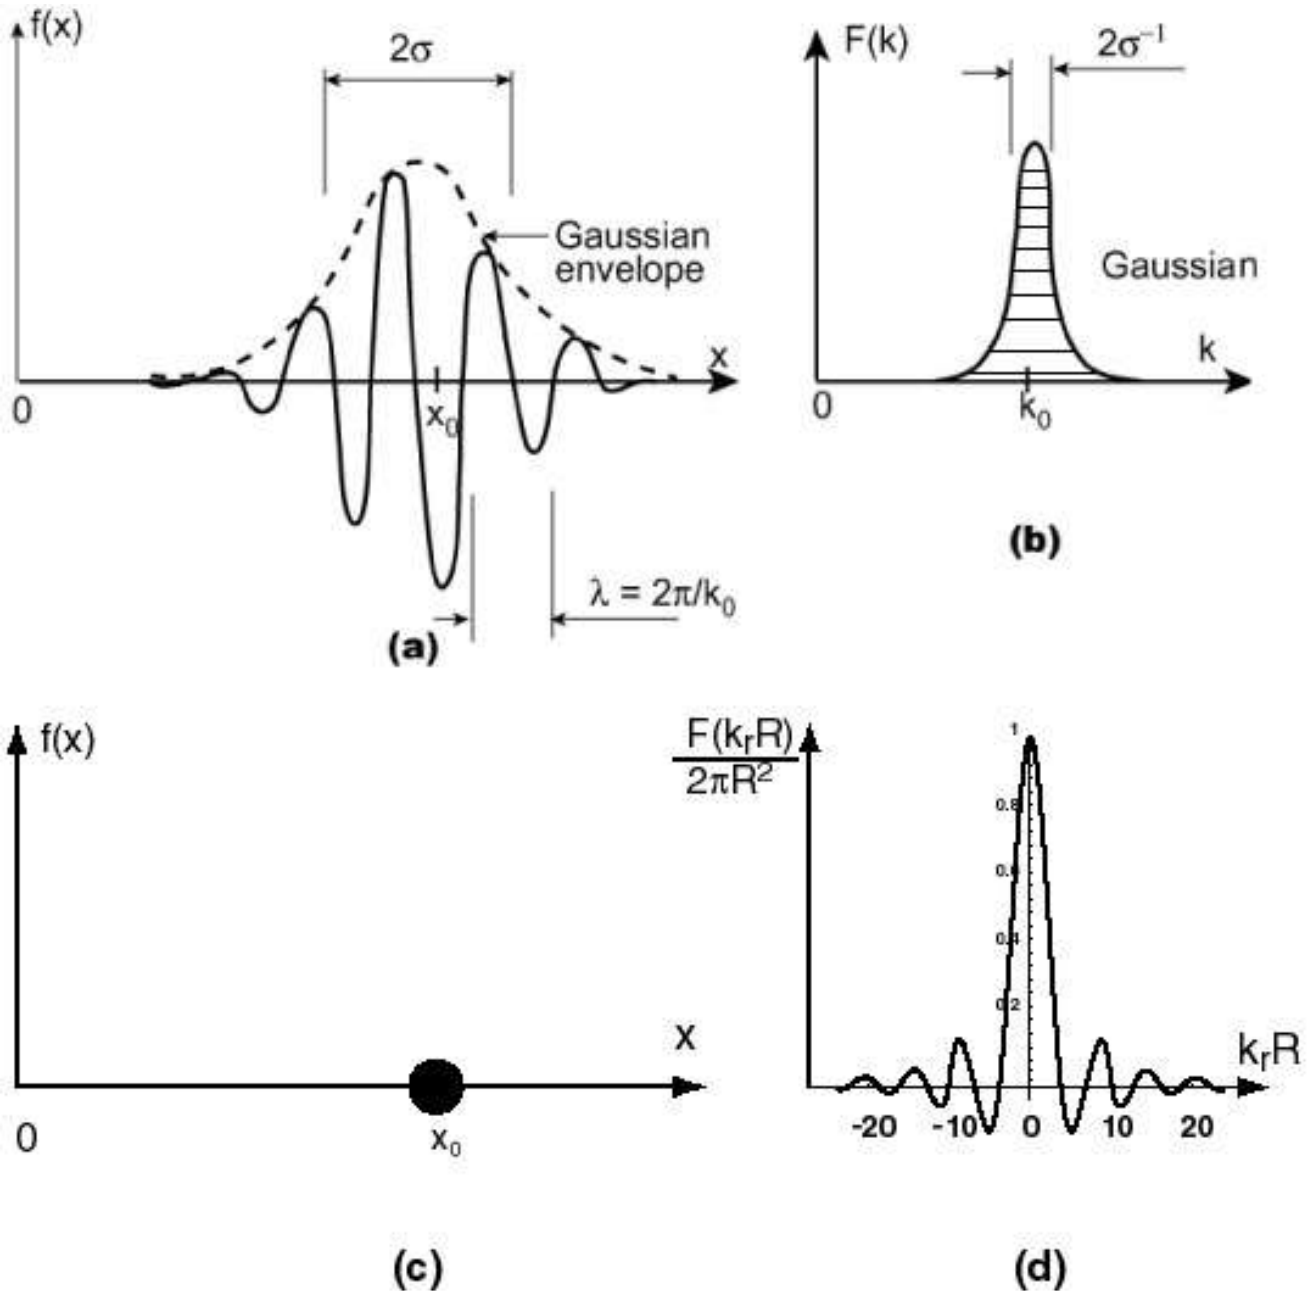 f(x)
2σ
Gaussian
envelope
x
0
x₀
λ = 2π/k₀
(a)
F(k)
2σ⁻¹
Gaussian
k
0
k₀
(b)
f(x)
x
0
x₀
(c)
F(kᵣR)
2πR²
1
0.8
0.6
0.4
0.2
kᵣR
-20 -10 0 10 20
(d)